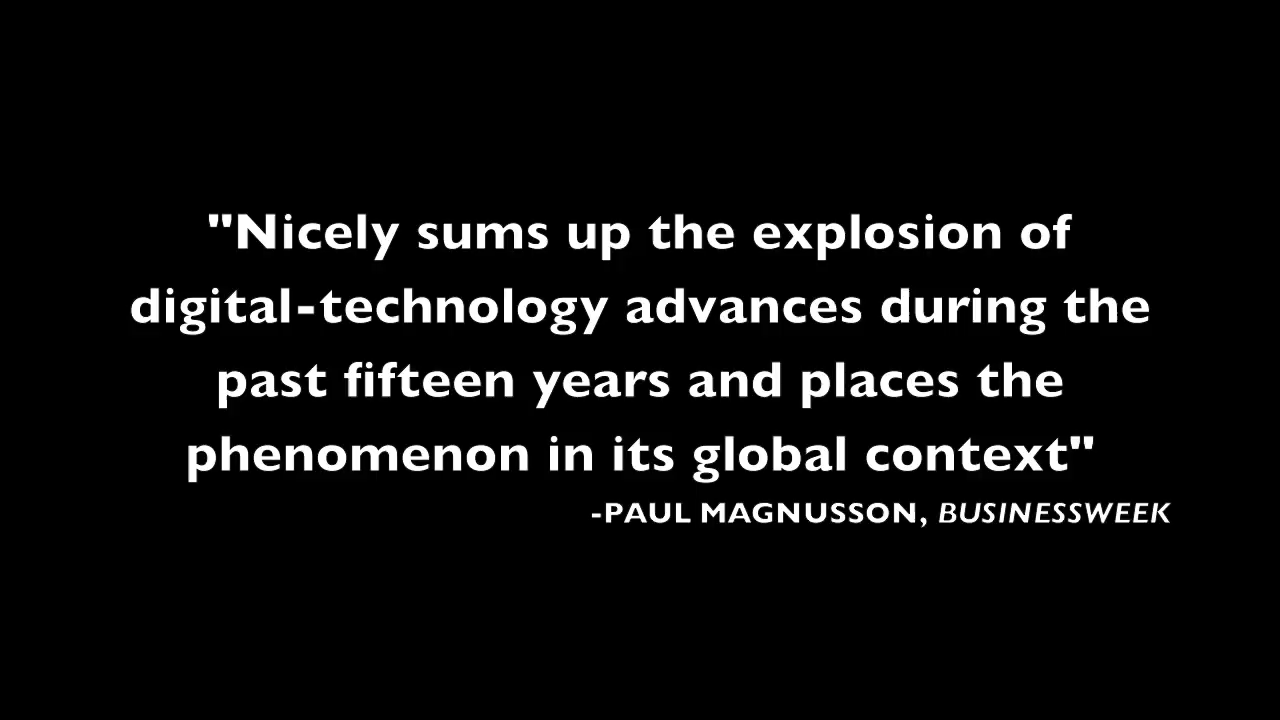 "Nicely sums up the explosion of
digital-technology advances during the
past fifteen years and places the
phenomenon in its global context"
-PAUL MAGNUSSON, BUSINESSWEEK